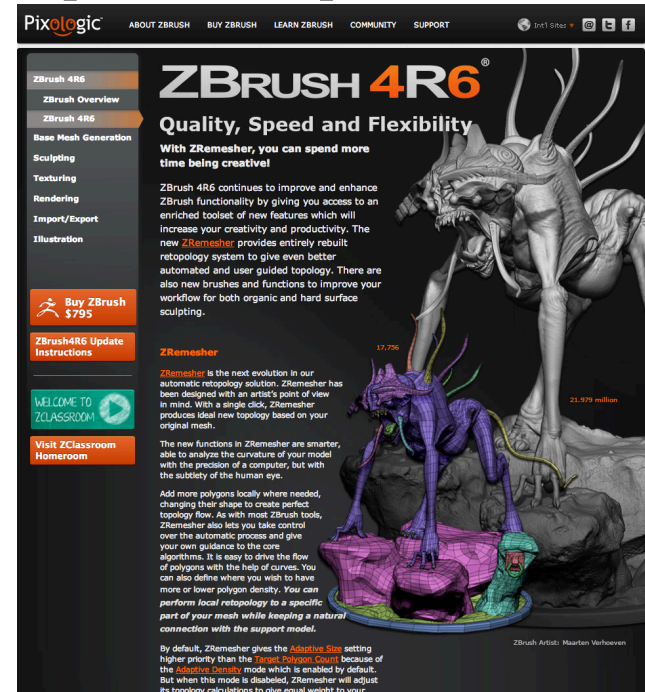 Pixologic
ABOUT ZBRUSH BUY ZBRUSH LEARN ZBRUSH COMMUNITY SUPPORT
Int'l Sites
ZBrush 4R6
ZBrush Overview
ZBrush 4R6
Base Mesh Generation
Sculpting
Texturing
Rendering
Import/Export
Illustration
Buy ZBrush
$795
ZBrush4R6 Update
Instructions
WELCOME TO
ZCLASSROOM
Visit ZClassroom
Homeroom
ZBRUSH 4R6®
Quality, Speed and Flexibility
With ZRemesher, you can spend more
time being creative!
ZBrush 4R6 continues to improve and enhance
ZBrush functionality by giving you access to an
enriched toolset of new features which will
increase your creativity and productivity. The
new ZRemesher provides entirely rebuilt
retopology system to give even better
automated and user guided topology. There are
also new brushes and functions to improve your
workflow for both organic and hard surface
sculpting.
17,756
21.979 million
ZRemesher
ZRemesher is the next evolution in our
automatic retopology solution. ZRemesher has
been designed with an artist's point of view
in mind. With a single click, ZRemesher
produces ideal new topology based on your
original mesh.
The new functions in ZRemesher are smarter,
able to analyze the curvature of your model
with the precision of a computer, but with
the subtlety of the human eye.
Add more polygons locally where needed,
changing their shape to create perfect
topology flow. As with most ZBrush tools,
ZRemesher also lets you take control
over the automatic process and give
your own guidance to the core
algorithms. It is easy to drive the flow
of polygons with the help of curves. You
can also define where you wish to have
more or lower polygon density. You can
perform local retopology to a specific
part of your mesh while keeping a natural
connection with the support model.
ZBrush Artist: Maarten Verhoeven
By default, ZRemesher gives the Adaptive Size setting
higher priority than the Target Polygon Count because of
the Adaptive Density mode which is enabled by default.
But when this mode is disabeled, ZRemesher will adjust
its topology calculations to give equal weight to your